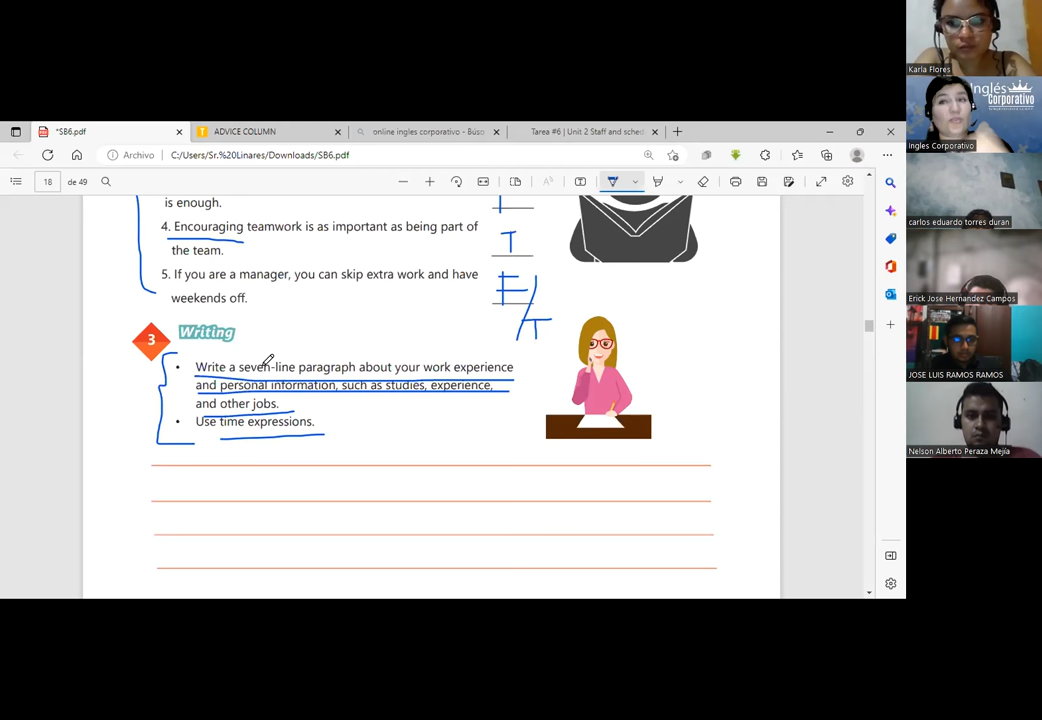 Karla Flores
Inglés
Corporativo
Ingles Corporativo
carlos eduardo torres duran
Erick Jose Hernandez Campos
JOSE LUIS RAMOS RAMOS
Nelson Alberto Peraza Mejía
*SB6.pdf
ADVICE COLUMN
online ingles corporativo - Búsq
Tarea #6 | Unit 2 Staff and sched
Archivo
C:/Users/Sr.%20Linares/Downloads/SB6.pdf
18
de 49
is enough.
4. Encouraging teamwork is as important as being part of
the team.
T
5. If you are a manager, you can skip extra work and have
weekends off.
F/T
3
Writing
• Write a seven-line paragraph about your work experience
and personal information, such as studies, experience,
and other jobs.
• Use time expressions.